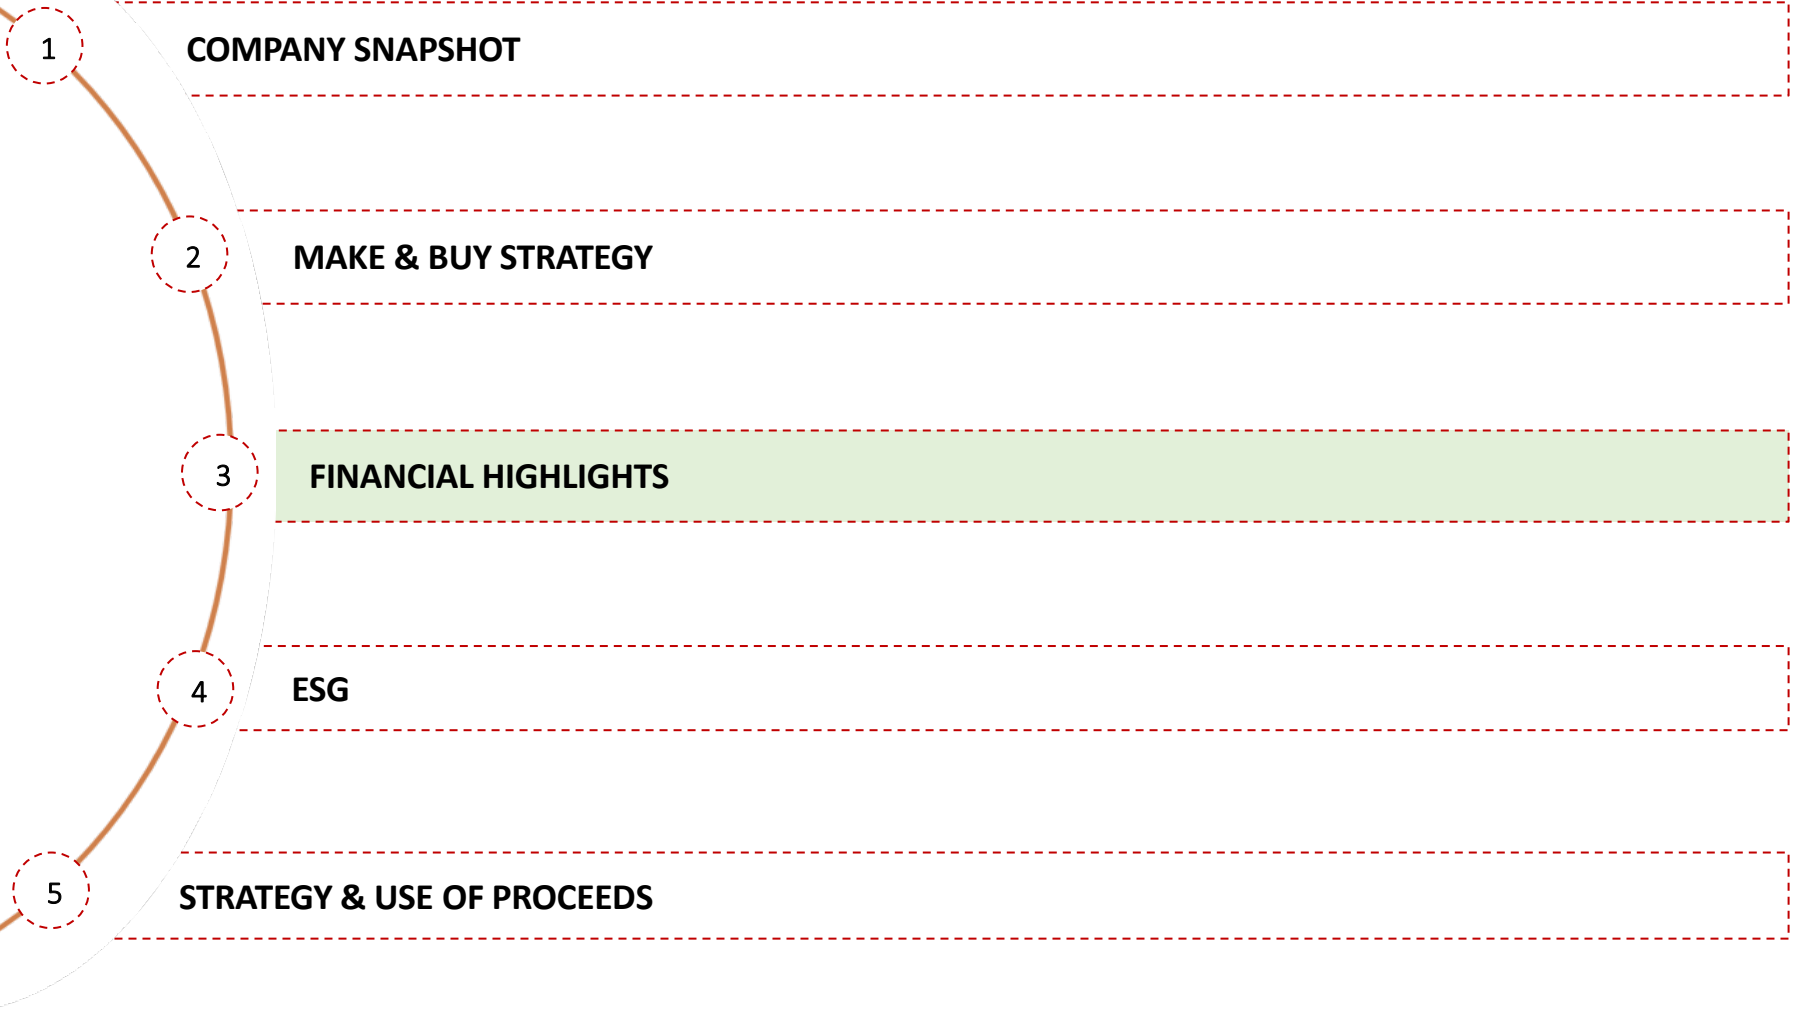 1
COMPANY SNAPSHOT
2
MAKE & BUY STRATEGY
3
FINANCIAL HIGHLIGHTS
4
ESG
5
STRATEGY & USE OF PROCEEDS